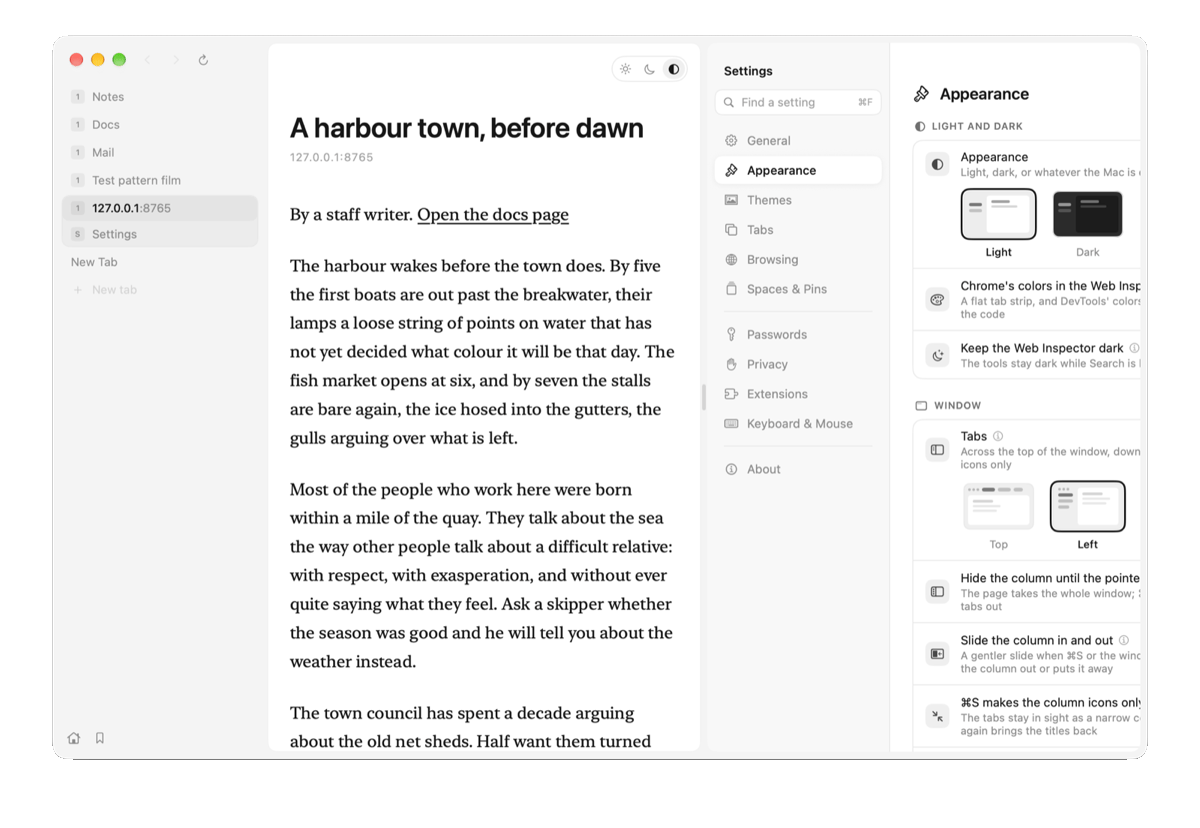 1 Notes
1 Docs
1 Mail
1 Test pattern film
1 127.0.0.1:8765
S Settings
New Tab
+ New tab
A harbour town, before dawn
127.0.0.1:8765
By a staff writer. Open the docs page
The harbour wakes before the town does. By five
the first boats are out past the breakwater, their
lamps a loose string of points on water that has
not yet decided what colour it will be that day. The
fish market opens at six, and by seven the stalls
are bare again, the ice hosed into the gutters, the
gulls arguing over what is left.
Most of the people who work here were born
within a mile of the quay. They talk about the sea
the way other people talk about a difficult relative:
with respect, with exasperation, and without ever
quite saying what they feel. Ask a skipper whether
the season was good and he will tell you about the
weather instead.
The town council has spent a decade arguing
about the old net sheds. Half want them turned
Settings
Find a setting ⌘F
General
Appearance
Themes
Tabs
Browsing
Spaces & Pins
Passwords
Privacy
Extensions
Keyboard & Mouse
About
Appearance
LIGHT AND DARK
Appearance
Light, dark, or whatever the Mac is
Light
Dark
Chrome's colors in the Web Insp
A flat tab strip, and DevTools' colors
the code
Keep the Web Inspector dark
The tools stay dark while Search is
WINDOW
Tabs
Across the top of the window, down
icons only
Top
Left
Hide the column until the pointe
The page takes the whole window;
tabs out
Slide the column in and out
A gentler slide when ⌘S or the wind
the column out or puts it away
⌘S makes the column icons only
The tabs stay in sight as a narrow c
again brings the titles back